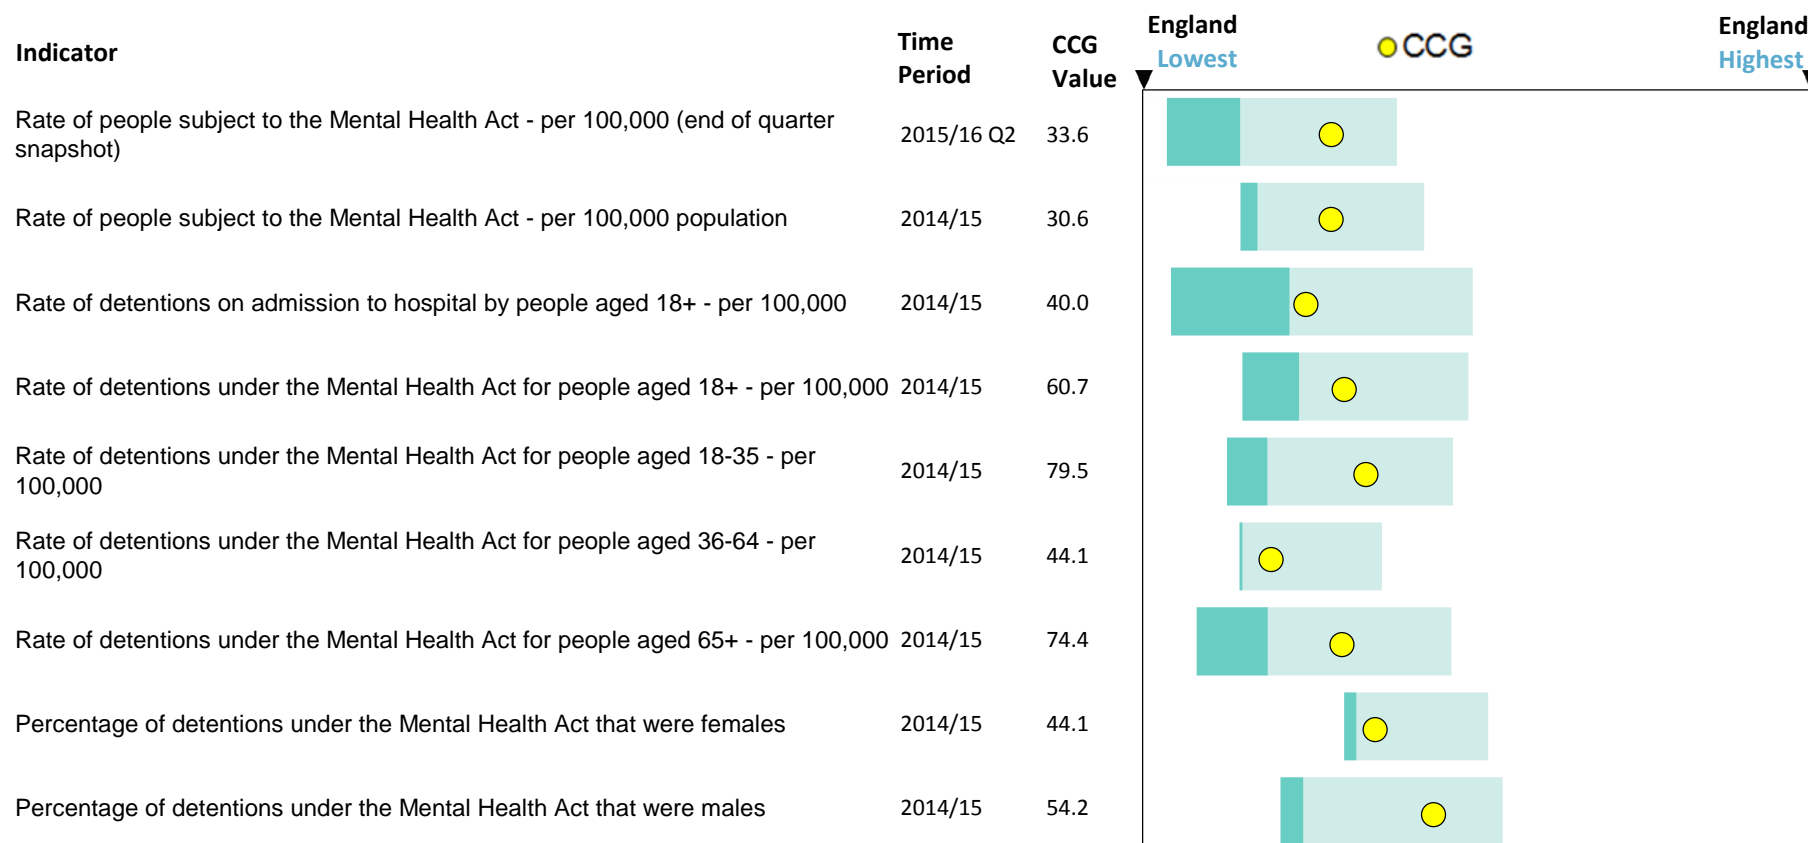 Indicator
Time
Period
CCG
Value
England
Lowest
CCG
England
Highest
Rate of people subject to the Mental Health Act - per 100,000 (end of quarter
snapshot)
2015/16 Q2
33.6
Rate of people subject to the Mental Health Act - per 100,000 population
2014/15
30.6
Rate of detentions on admission to hospital by people aged 18+ - per 100,000
2014/15
40.0
Rate of detentions under the Mental Health Act for people aged 18+ - per 100,000
2014/15
60.7
Rate of detentions under the Mental Health Act for people aged 18-35 - per
100,000
2014/15
79.5
Rate of detentions under the Mental Health Act for people aged 36-64 - per
100,000
2014/15
44.1
Rate of detentions under the Mental Health Act for people aged 65+ - per 100,000
2014/15
74.4
Percentage of detentions under the Mental Health Act that were females
2014/15
44.1
Percentage of detentions under the Mental Health Act that were males
2014/15
54.2